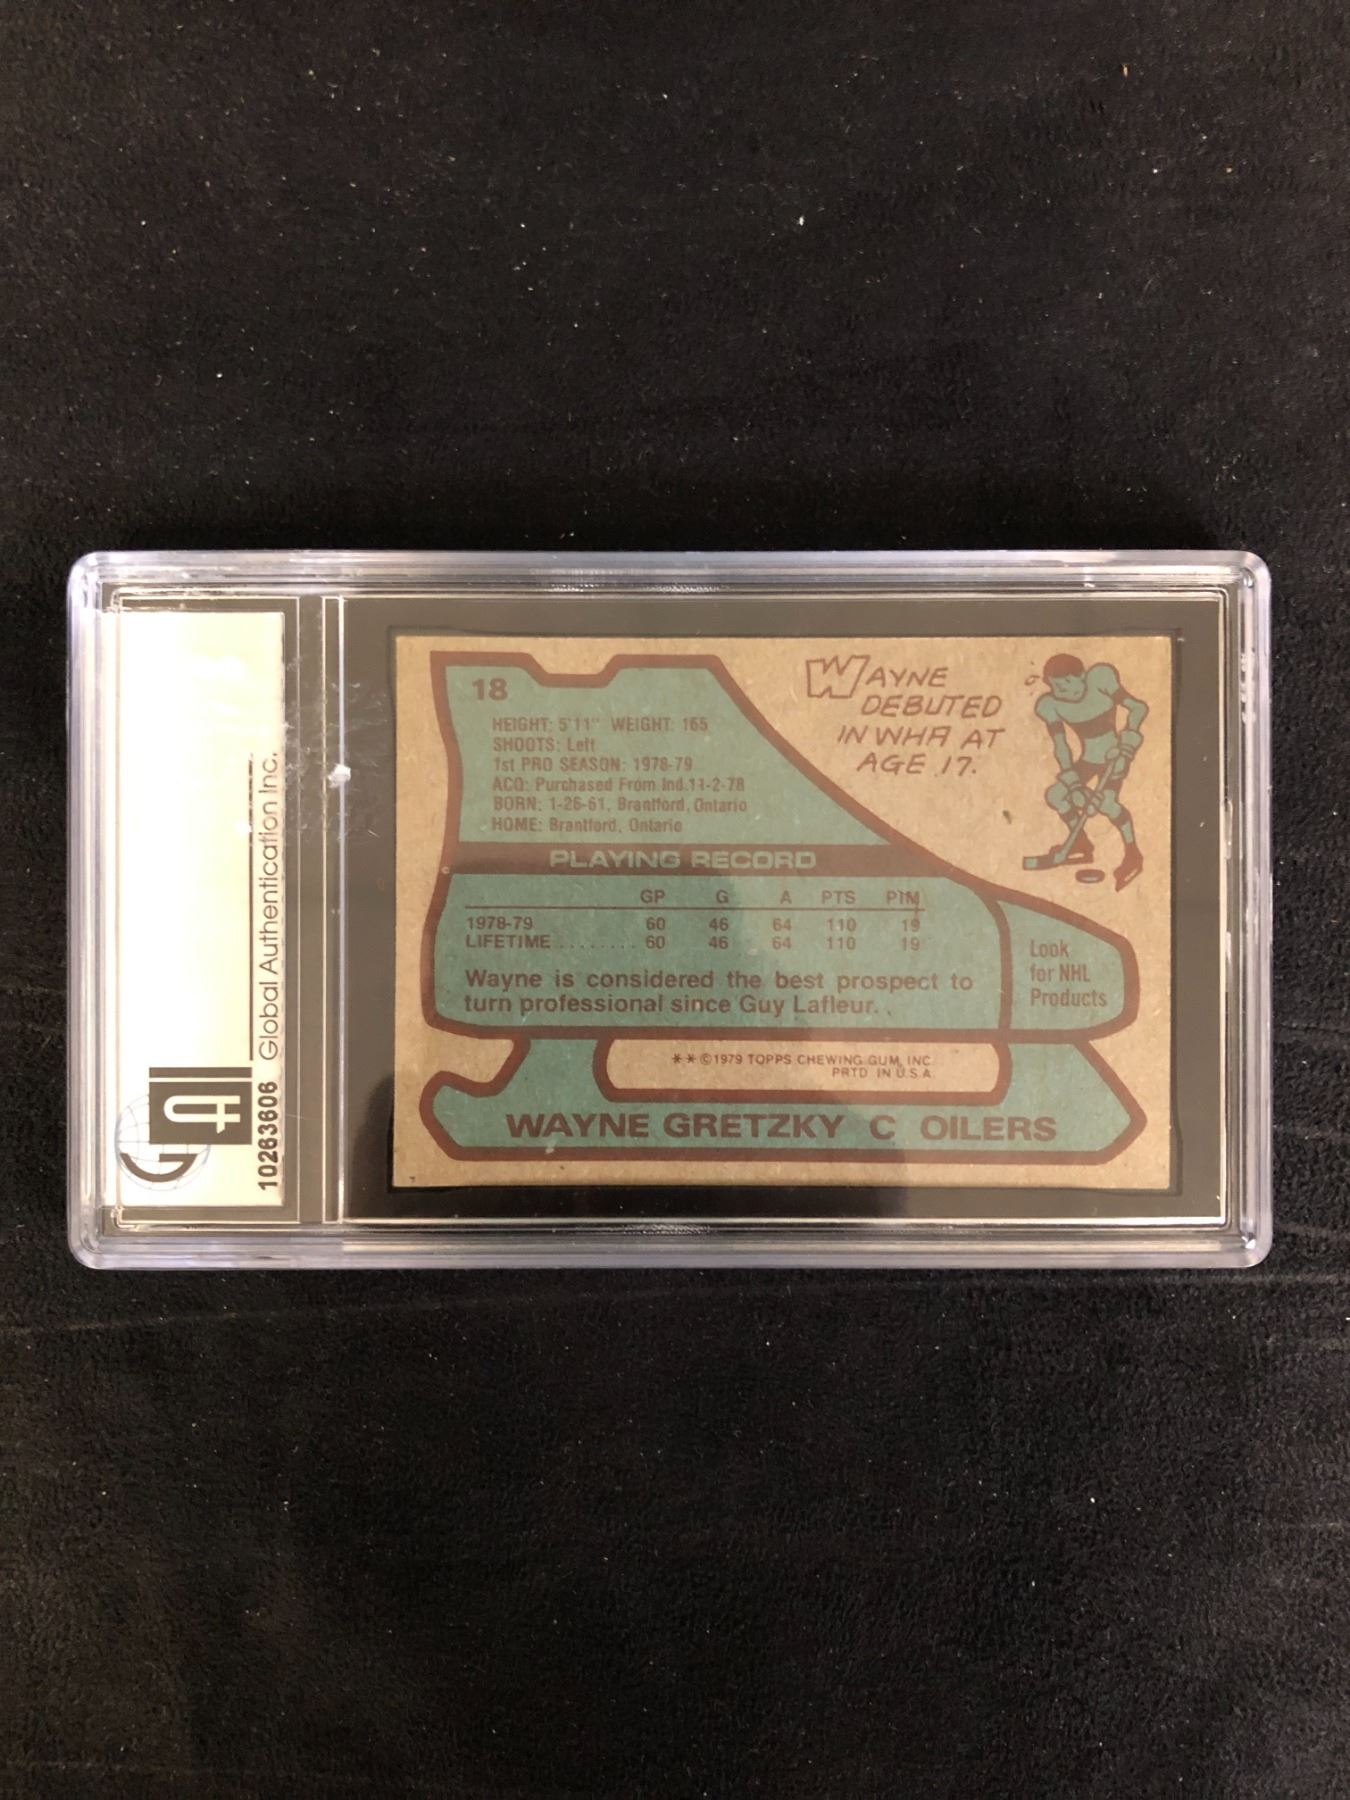 18
HEIGHT: 5'11" WEIGHT: 165
SHOOTS: Left
1st PRO SEASON: 1978-79
ACQ: Purchased From Ind. 11-2-78
BORN: 1-26-61, Brantford, Ontario
HOME: Brantford, Ontario
WAYNE
DEBUTED
IN WHA AT
AGE 17.
PLAYING RECORD
GP G A PTS PIM
1978-79 60 46 64 110 19
LIFETIME ........ 60 46 64 110 19
Wayne is considered the best prospect to
turn professional since Guy Lafleur.
Look
for NHL
Products
** ©1979 TOPPS CHEWING GUM, INC.
PRTD IN U.S.A.
WAYNE GRETZKY C OILERS
Global Authentication Inc.
10263606